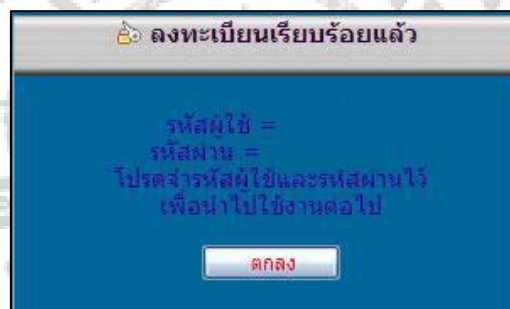 ลงทะเบียนเรียบร้อยแล้ว
รหัสผู้ใช้ =
รหัสผ่าน =
โปรดจำรหัสผู้ใช้และรหัสผ่านไว้
เพื่อนำไปใช้งานต่อไป
ตกลง